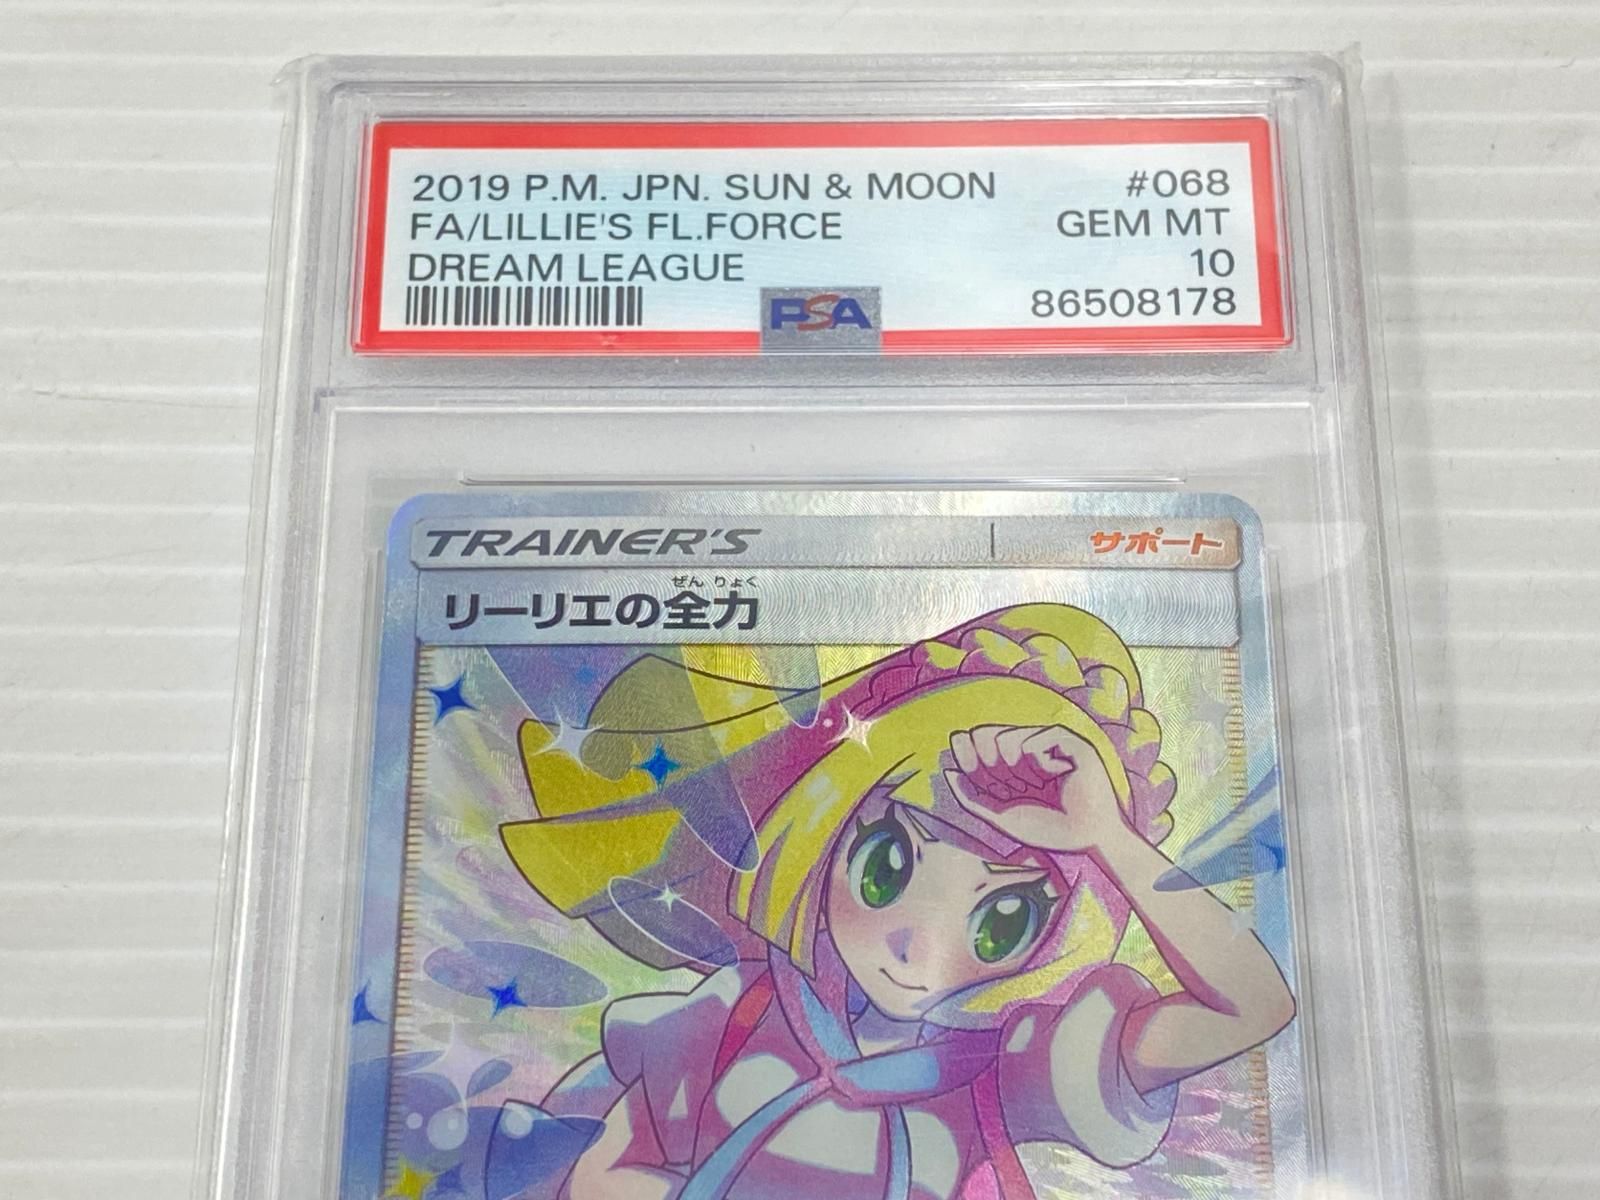 2019 P.M. JPN. SUN & MOON #068
FA/LILLIE'S FL.FORCE GEM MT
DREAM LEAGUE 10
PSA 86508178
TRAINER'S サポート
ぜん りょく
リーリエの全力